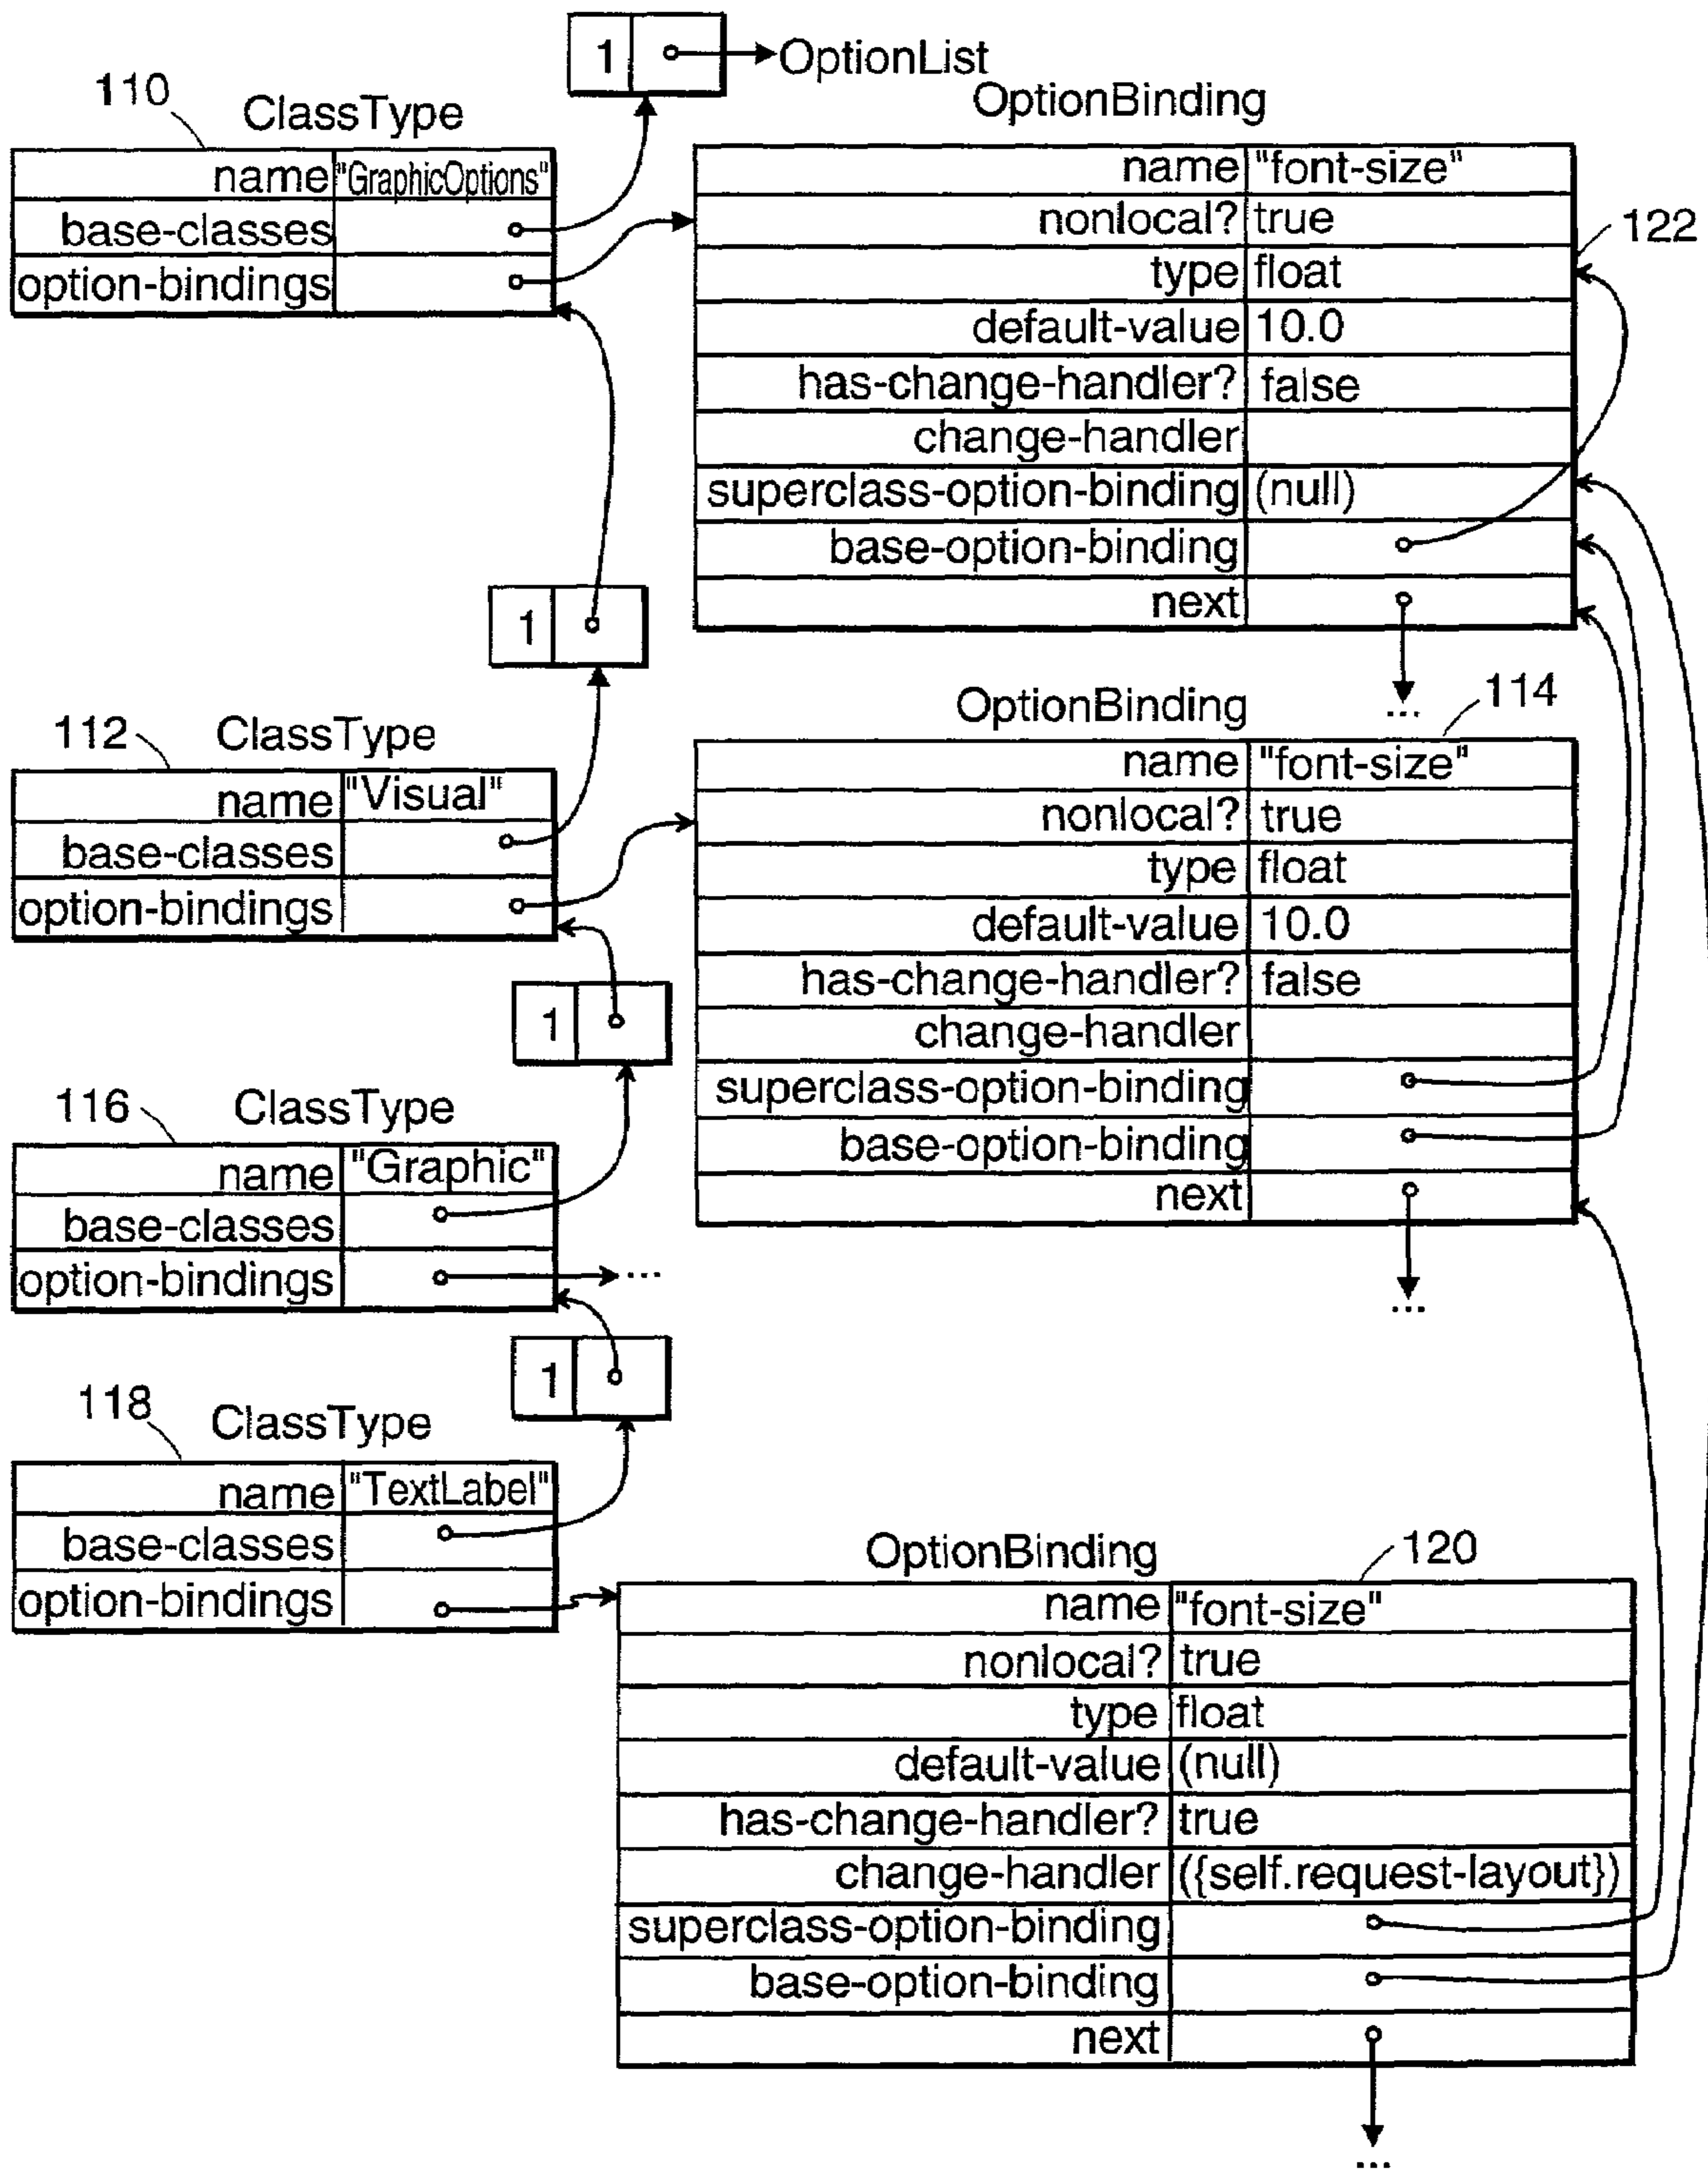 1 OptionList
110 ClassType
name "GraphicOptions"
base-classes
option-bindings
OptionBinding
name "font-size"
nonlocal? true
type float
default-value 10.0
has-change-handler? false
change-handler
superclass-option-binding (null)
base-option-binding
next
...
122
1
112 ClassType
name "Visual"
base-classes
option-bindings
OptionBinding 114
name "font-size"
nonlocal? true
type float
default-value 10.0
has-change-handler? false
change-handler
superclass-option-binding
base-option-binding
next
...
1
116 ClassType
name "Graphic"
base-classes
option-bindings ...
1
118 ClassType
name "TextLabel"
base-classes
option-bindings
OptionBinding 120
name "font-size"
nonlocal? true
type float
default-value (null)
has-change-handler? true
change-handler ({self.request-layout})
superclass-option-binding
base-option-binding
next
...